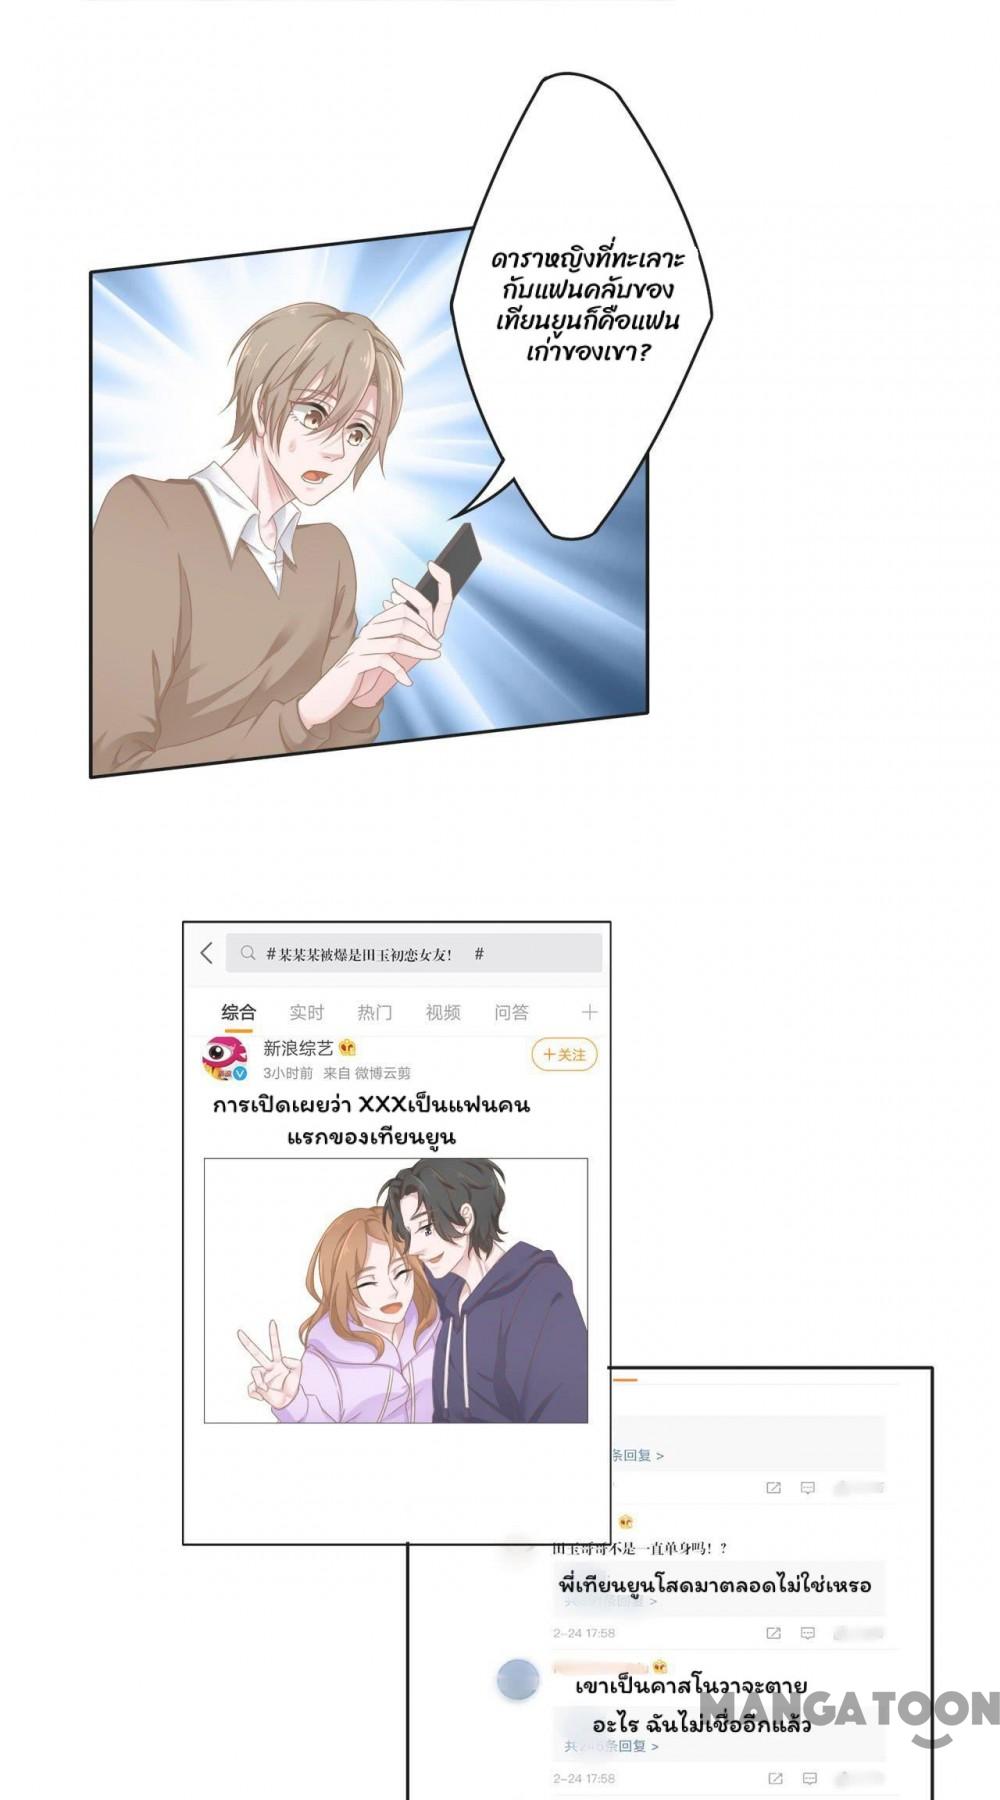 ดาราหญิงที่ทะเลาะ
กับแฟนคลับของ
เทียนยูนก็คือแฟน
เก่าของเขา?
#某某某被爆是田玉初恋女友! #
综合 实时 热门 视频 问答
新浪综艺
3小时前 来自 微博云剪
+关注
การเปิดเผยว่า XXXเป็นแฟนคน
แรกของเทียนยูน
条回复 >
田玉哥哥不是一直单身吗! ?
พี่เทียนยูนโสดมาตลอดไม่ใช่เหรอ
条回复 >
2-24 17:58
เขาเป็นคาสโนวาจะตาย
อะไร ฉันไม่เชื่ออีกแล้ว
MANGATOON
条回复 >
2-24 17:58